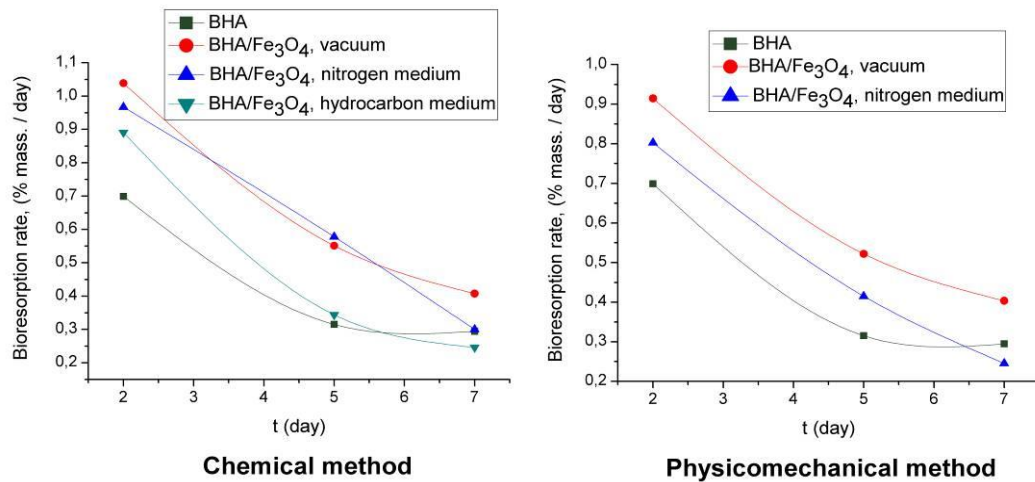 BHA
BHA/Fe3O4, vacuum
BHA/Fe3O4, nitrogen medium
BHA/Fe3O4, hydrocarbon medium
Bioresorption rate, (% mass. / day)
1,1
1,0
0,9
0,8
0,7
0,6
0,5
0,4
0,3
0,2
2 3 4 5 6 7
t (day)
Chemical method
BHA
BHA/Fe3O4, vacuum
BHA/Fe3O4, nitrogen medium
Bioresorption rate, (% mass. / day)
1,0
0,9
0,8
0,7
0,6
0,5
0,4
0,3
0,2
2 3 4 5 6 7
t (day)
Physicomechanical method